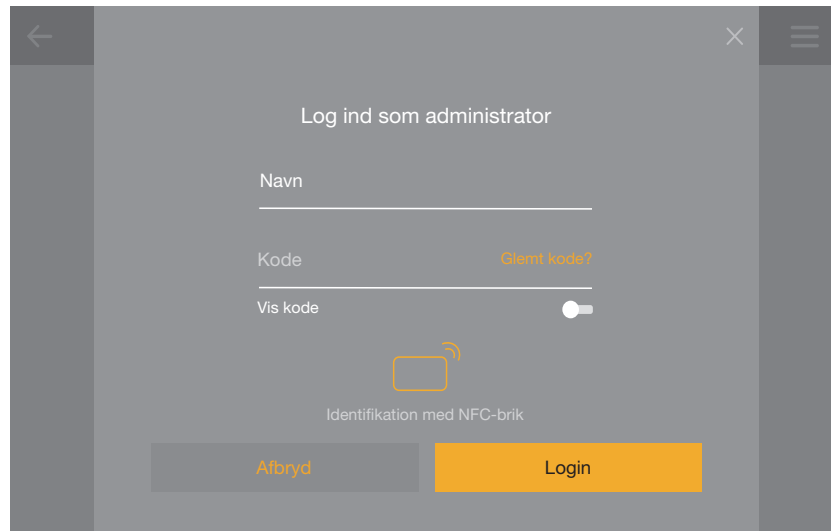 Log ind som administrator
Navn
Kode
Glemt kode?
Vis kode
Identifikation med NFC-brik
Afbryd
Login